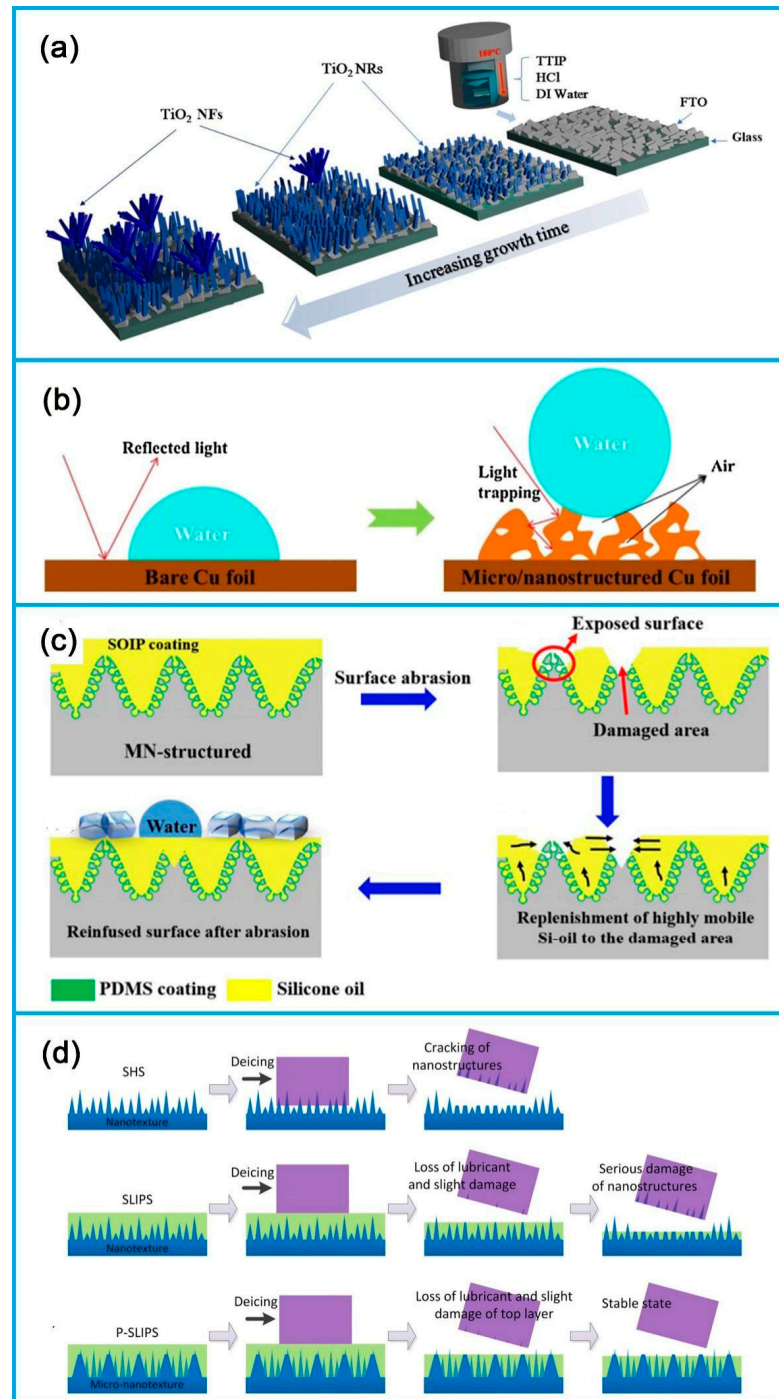 (a)
180°C
TTIP
HCl
DI Water
TiO2 NRs
TiO2 NFs
FTO
Glass
Increasing growth time
(b)
Reflected light
Water
Bare Cu foil
Water
Light
trapping
Air
Micro/nanostructured Cu foil
(c)
SOIP coating
MN-structured
Surface abrasion
Exposed surface
Damaged area
Replenishment of highly mobile
Si-oil to the damaged area
Water
Reinfused surface after abrasion
PDMS coating
Silicone oil
(d)
SHS
Nanotexture
Deicing
Cracking of
nanostructures
SLIPS
Nanotexture
Deicing
Loss of lubricant
and slight damage
Serious damage
of nanostructures
P-SLIPS
Micro-nanotexture
Deicing
Loss of lubricant and slight
damage of top layer
Stable state